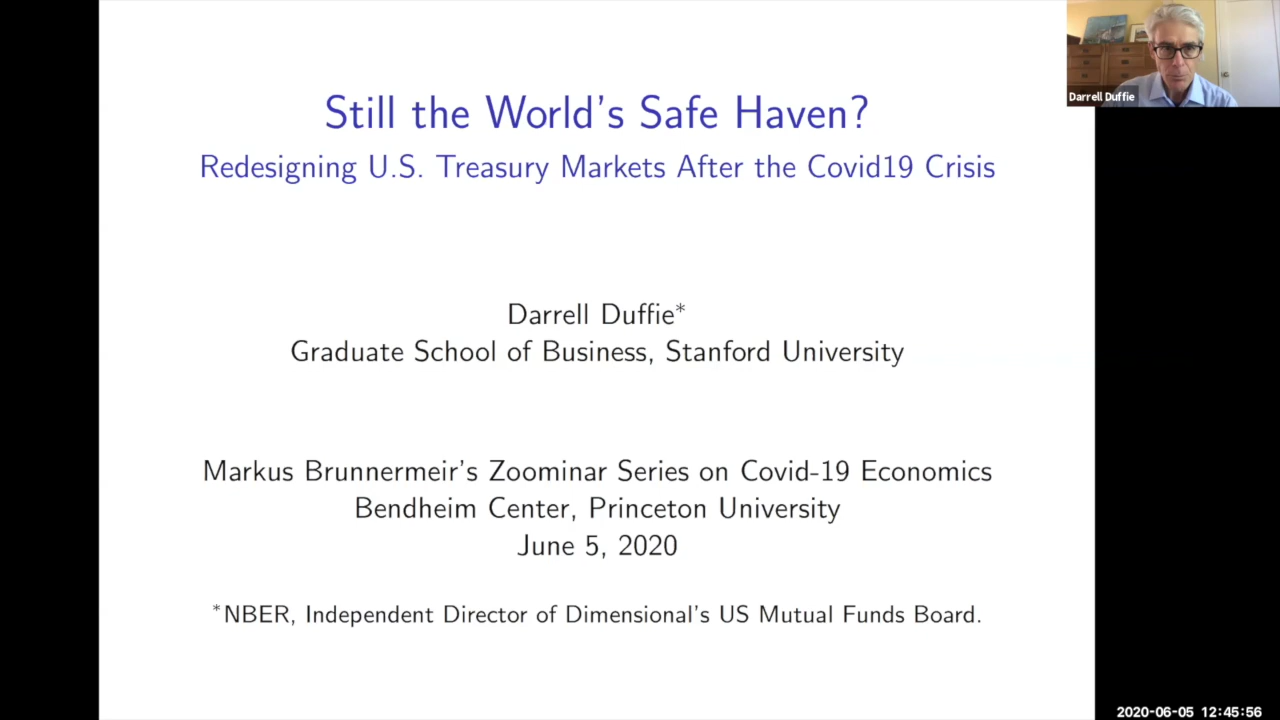 Still the World's Safe Haven?
Redesigning U.S. Treasury Markets After the Covid19 Crisis
Darrell Duffie*
Graduate School of Business, Stanford University
Markus Brunnermeir's Zoominar Series on Covid-19 Economics
Bendheim Center, Princeton University
June 5, 2020
*NBER, Independent Director of Dimensional's US Mutual Funds Board.
Darrell Duffie
2020-06-05 12:45:56